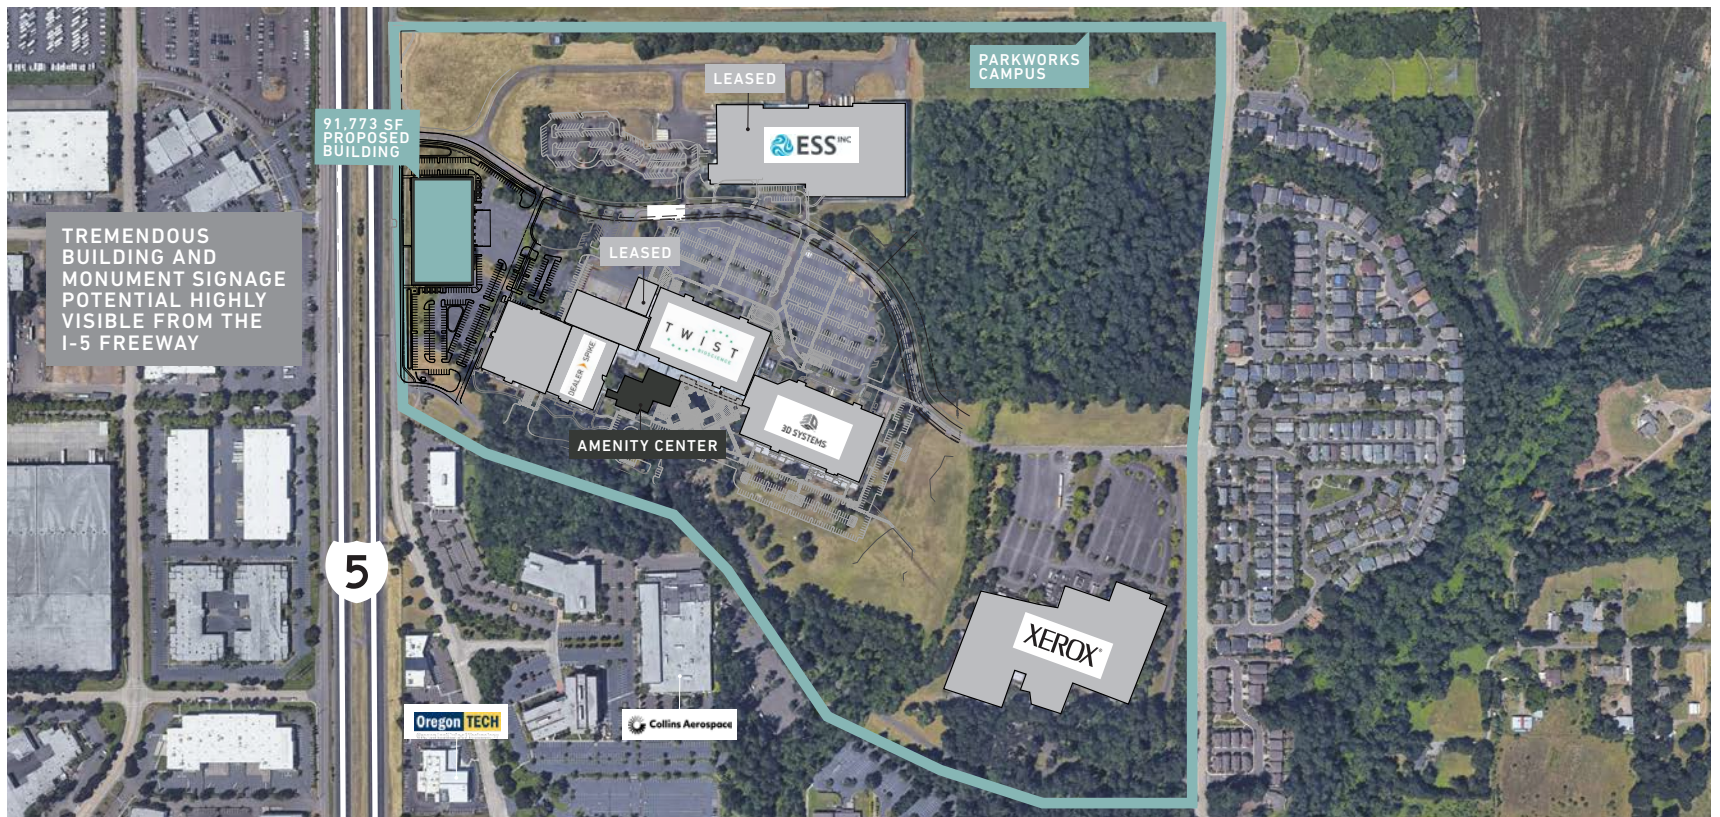 PARKWORKS
CAMPUS
LEASED
91,773 SF
PROPOSED
BUILDING
ESS INC
TREMENDOUS
BUILDING AND
MONUMENT SIGNAGE
POTENTIAL HIGHLY
VISIBLE FROM THE
I-5 FREEWAY
LEASED
TWIST
BIOSCIENCE
DEALER SPIKE
3D SYSTEMS
AMENITY CENTER
5
XEROX
Oregon TECH
Collins Aerospace